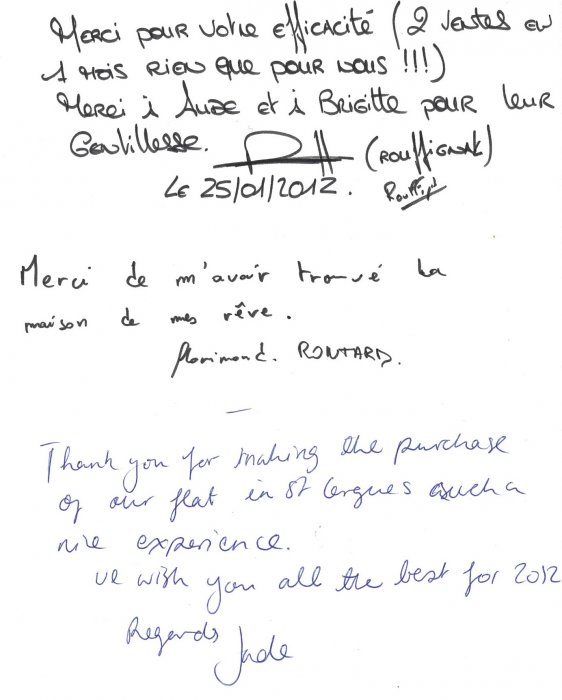 Merci pour votre efficacité (2 ventes en
1 mois rien que pour nous !!!)
Merci à Aude et à Brigitte pour leur
Gentillesse. (ROUFFIGNAC)
Le 25/01/2012.
Merci de m'avoir trouvé la
maison de mes rêve.
Florimond. RONTARD.
Thank you for making the purchase
of our flat in St Cergues such a
nice experience.
We wish you all the best for 2012
Regards
Jade